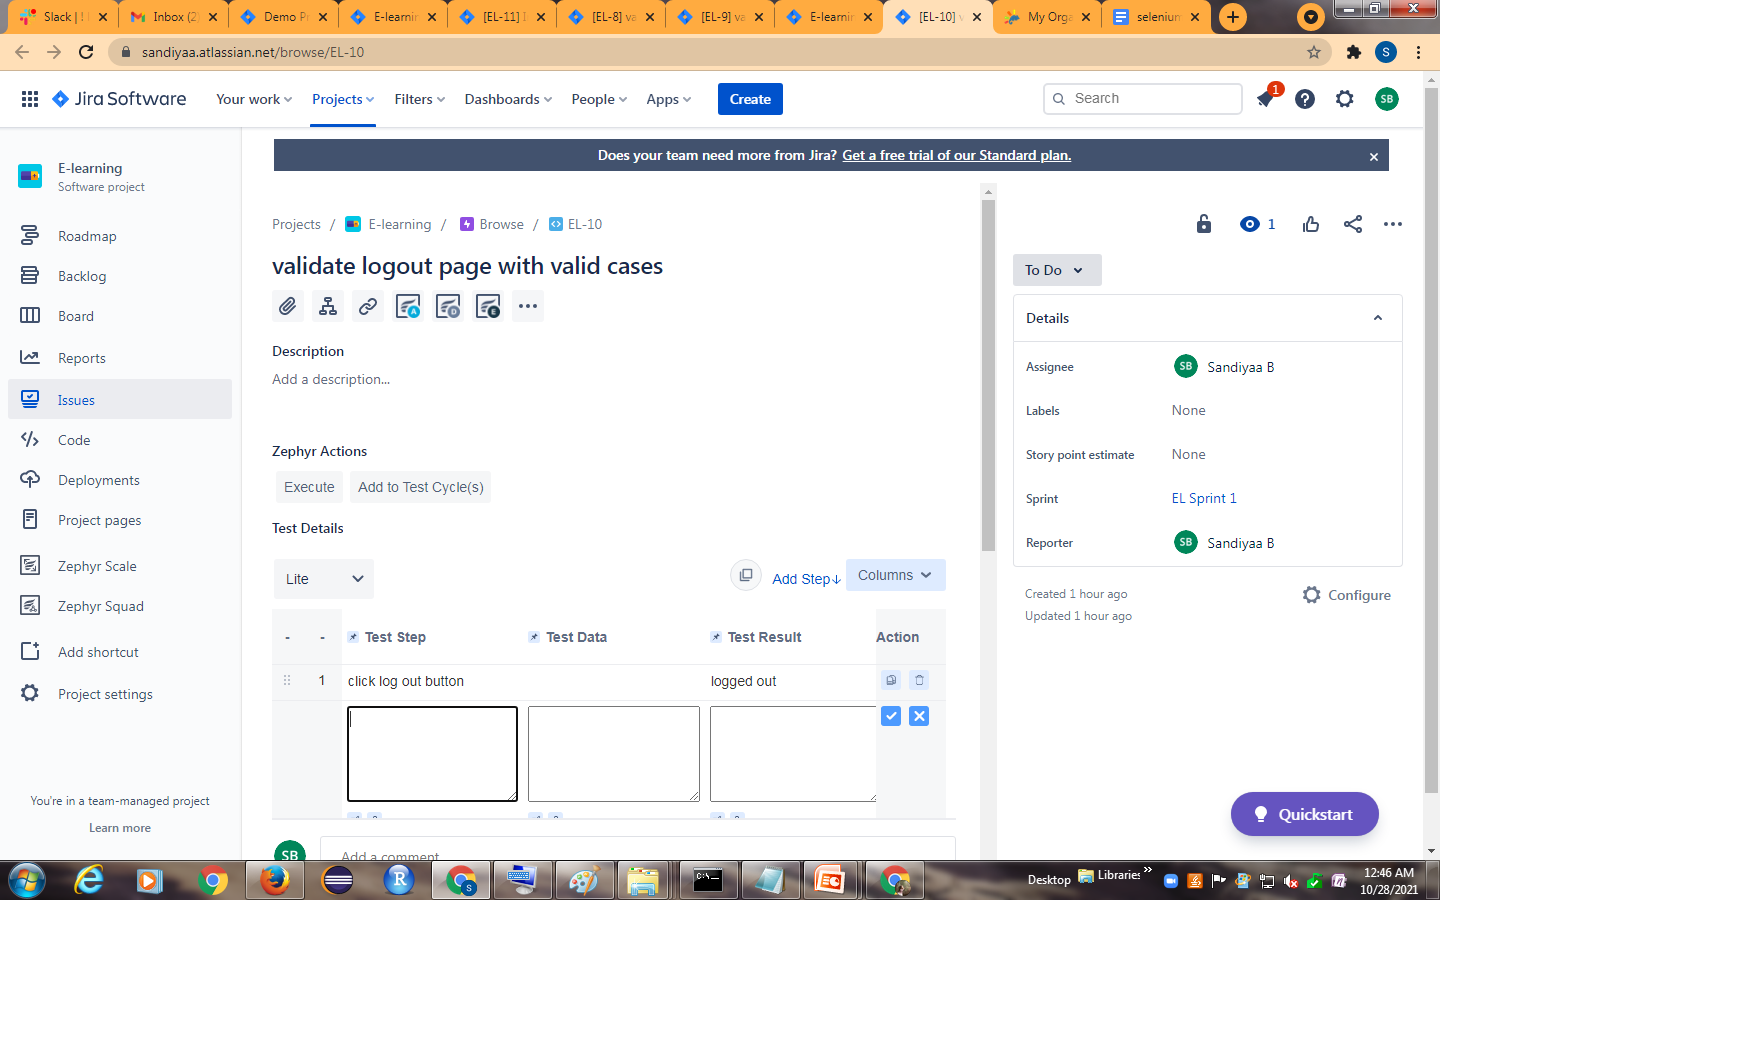 Slack | !
Inbox (2)
Demo P
E-learnin
[EL-11]
[EL-8] va
[EL-9] va
E-learnin
[EL-10] v
My Orga
selenium
sandiyaa.atlassian.net/browse/EL-10
S
Jira Software
Your work
Projects
Filters
Dashboards
People
Apps
Create
Search
1
SB
E-learning
Software project
Roadmap
Backlog
Board
Reports
Issues
Code
Deployments
Project pages
Zephyr Scale
Zephyr Squad
Add shortcut
Project settings
You're in a team-managed project
Learn more
Does your team need more from Jira? Get a free trial of our Standard plan.
Projects / E-learning / Browse / EL-10
validate logout page with valid cases
A
D
E
Description
Add a description...
Zephyr Actions
Execute
Add to Test Cycle(s)
Test Details
Lite
Add Step↓
Columns
- - Test Step Test Data Test Result Action
1 click log out button logged out
SB
Add a comment
1
To Do
Details
Assignee SB Sandiyaa B
Labels None
Story point estimate None
Sprint EL Sprint 1
Reporter SB Sandiyaa B
Created 1 hour ago
Updated 1 hour ago
Configure
Quickstart
R
S
C:\-
Desktop
Libraries
»
12:46 AM
10/28/2021